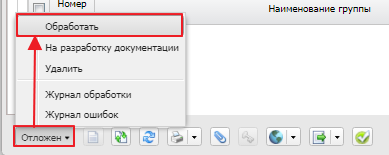 Номер
Наименование группы
Обработать
На разработку документации
Удалить
Журнал обработки
Журнал ошибок
Отложен